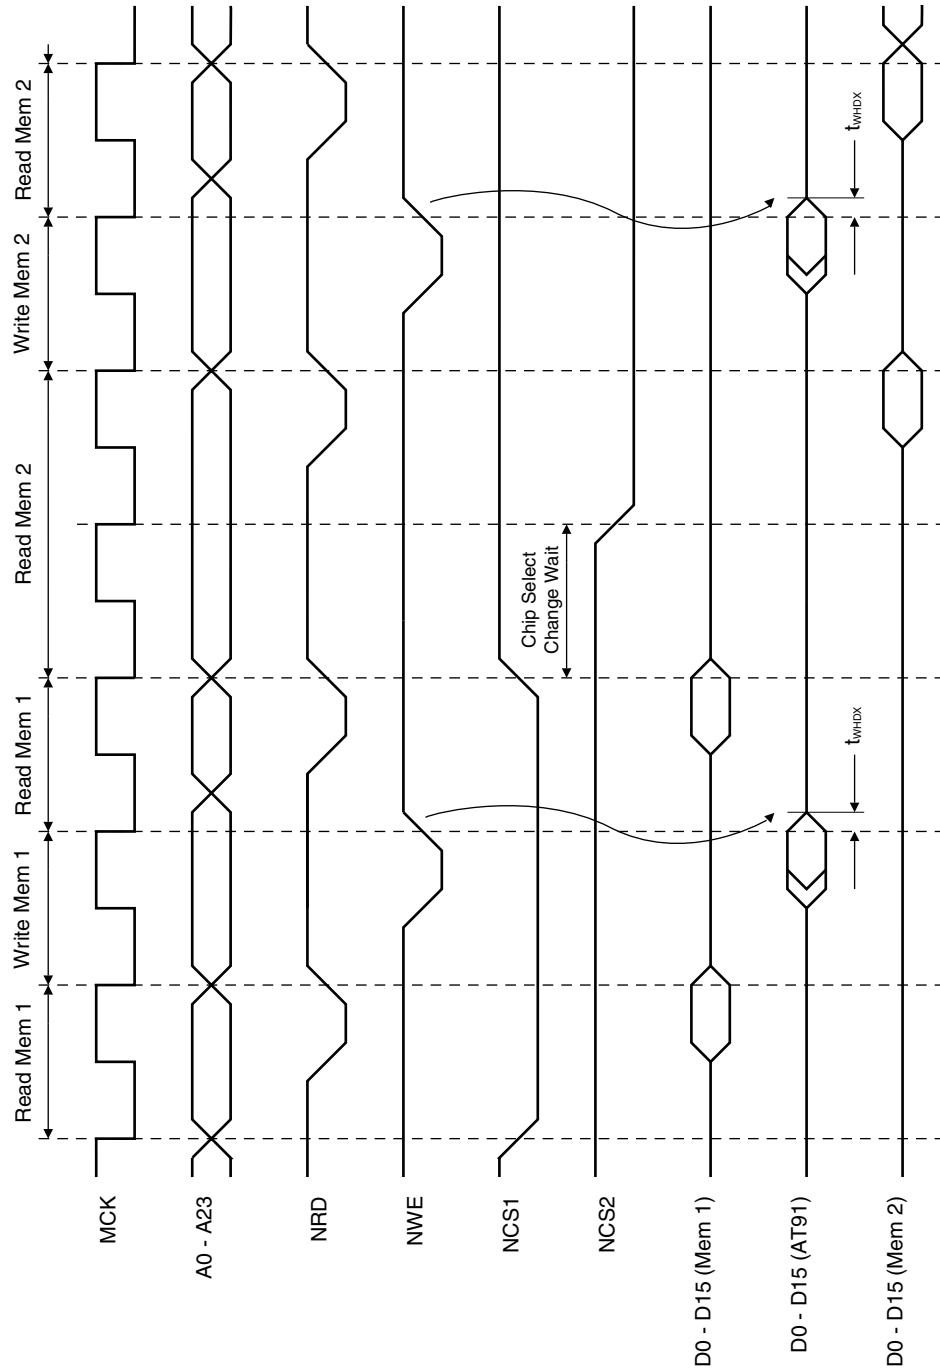 Read Mem 1
Write Mem 1
Read Mem 1
Read Mem 2
Write Mem 2
Read Mem 2
MCK
A0 - A23
NRD
NWE
NCS1
Chip Select
Change Wait
NCS2
D0 - D15 (Mem 1)
D0 - D15 (AT91)
tWHDX
tWHDX
D0 - D15 (Mem 2)